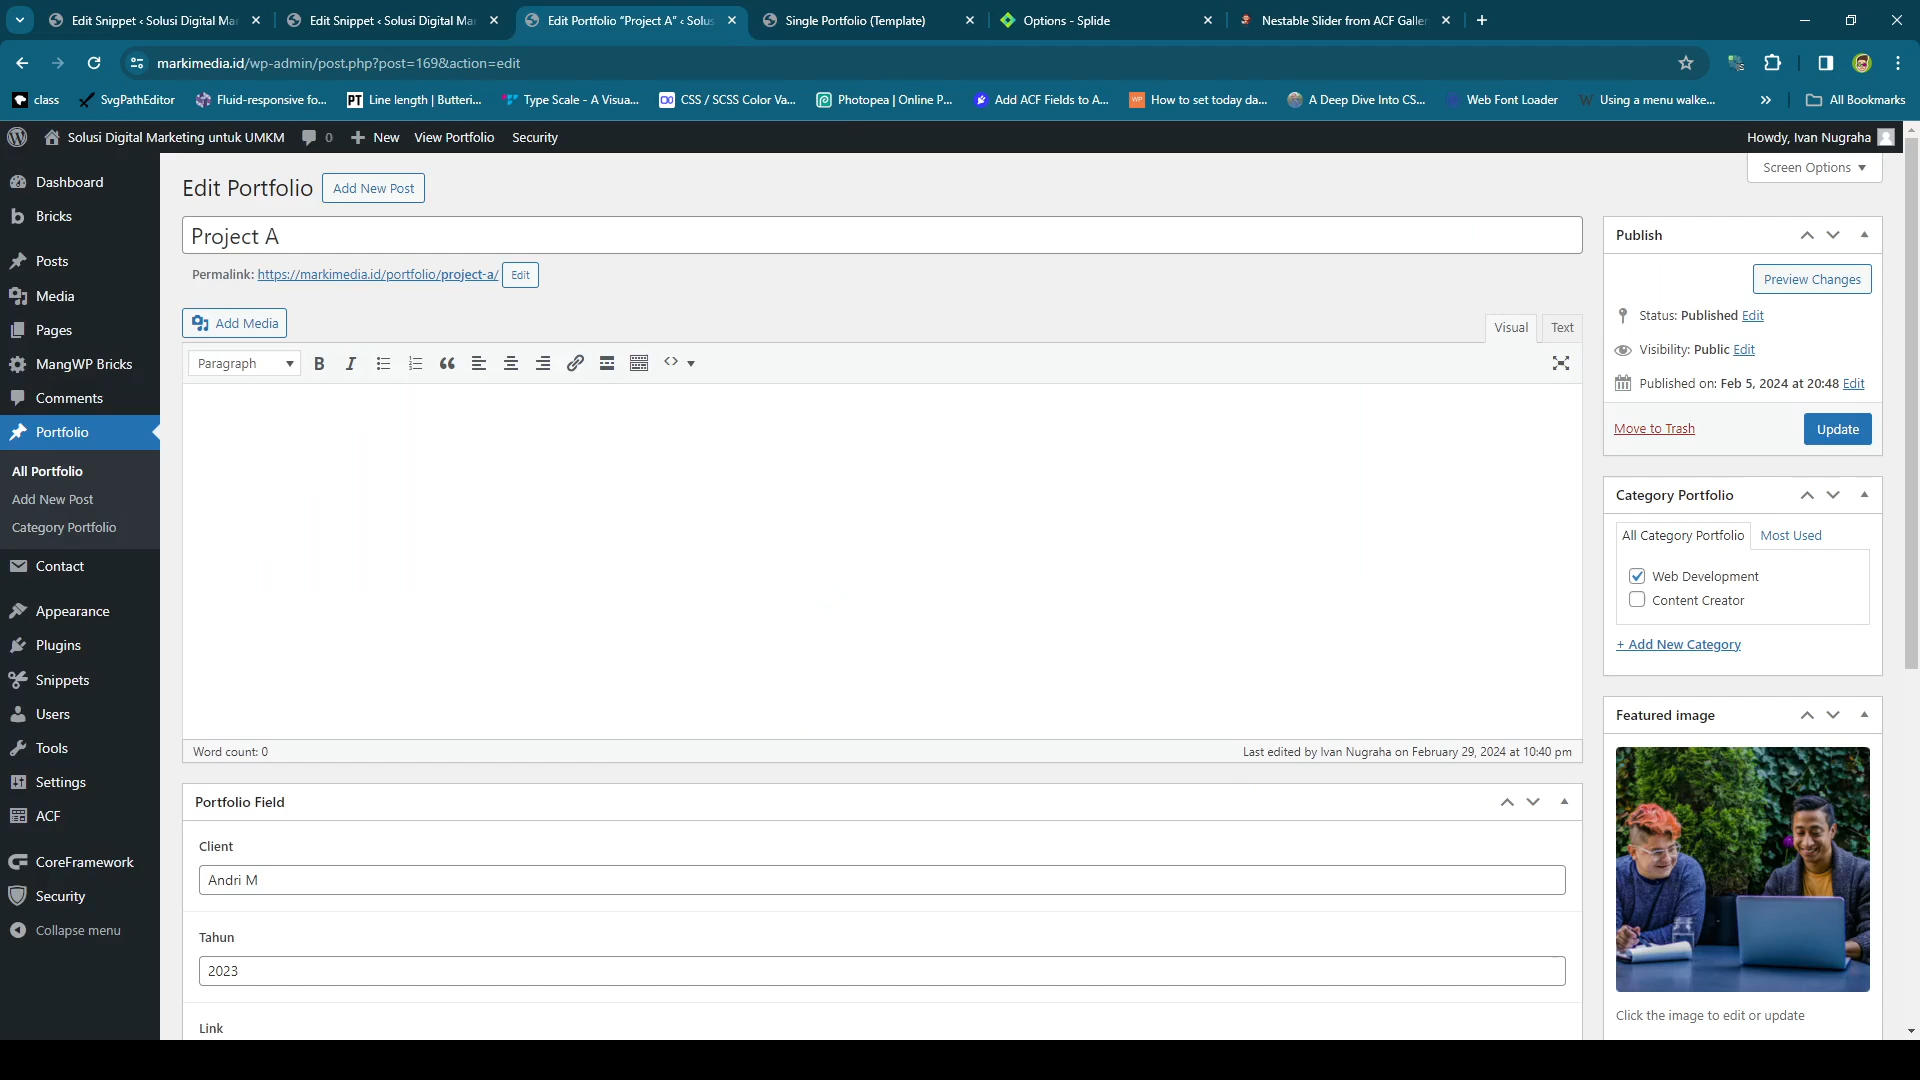 Edit Snippet ‹ Solusi Digital Ma
Edit Snippet ‹ Solusi Digital Ma
Edit Portfolio “Project A” ‹ Solus
Single Portfolio (Template)
Options - Splide
Nestable Slider from ACF Galler
markimedia.id/wp-admin/post.php?post=169&action=edit
class
SvgPathEditor
Fluid-responsive fo...
PT
Line length | Butteri...
Type Scale - A Visua...
CSS / SCSS Color Va...
Photopea | Online P...
Add ACF Fields to A...
WP
How to set today da...
A Deep Dive Into CS...
Web Font Loader
W
Using a menu walke...
All Bookmarks
Solusi Digital Marketing untuk UMKM
0
New
View Portfolio
Security
Howdy, Ivan Nugraha
Dashboard
Bricks
Posts
Media
Pages
MangWP Bricks
Comments
Portfolio
All Portfolio
Add New Post
Category Portfolio
Contact
Appearance
Plugins
Snippets
Users
Tools
Settings
ACF
CoreFramework
Security
Collapse menu
Screen Options
Edit Portfolio
Add New Post
Project A
Permalink: https://markimedia.id/portfolio/project-a/
Edit
Add Media
Visual
Text
Paragraph
B
I
Word count: 0
Last edited by Ivan Nugraha on February 29, 2024 at 10:40 pm
Portfolio Field
Client
Andri M
Tahun
2023
Link
Publish
Preview Changes
Status: Published Edit
Visibility: Public Edit
Published on: Feb 5, 2024 at 20:48 Edit
Move to Trash
Update
Category Portfolio
All Category Portfolio
Most Used
Web Development
Content Creator
+ Add New Category
Featured image
Click the image to edit or update